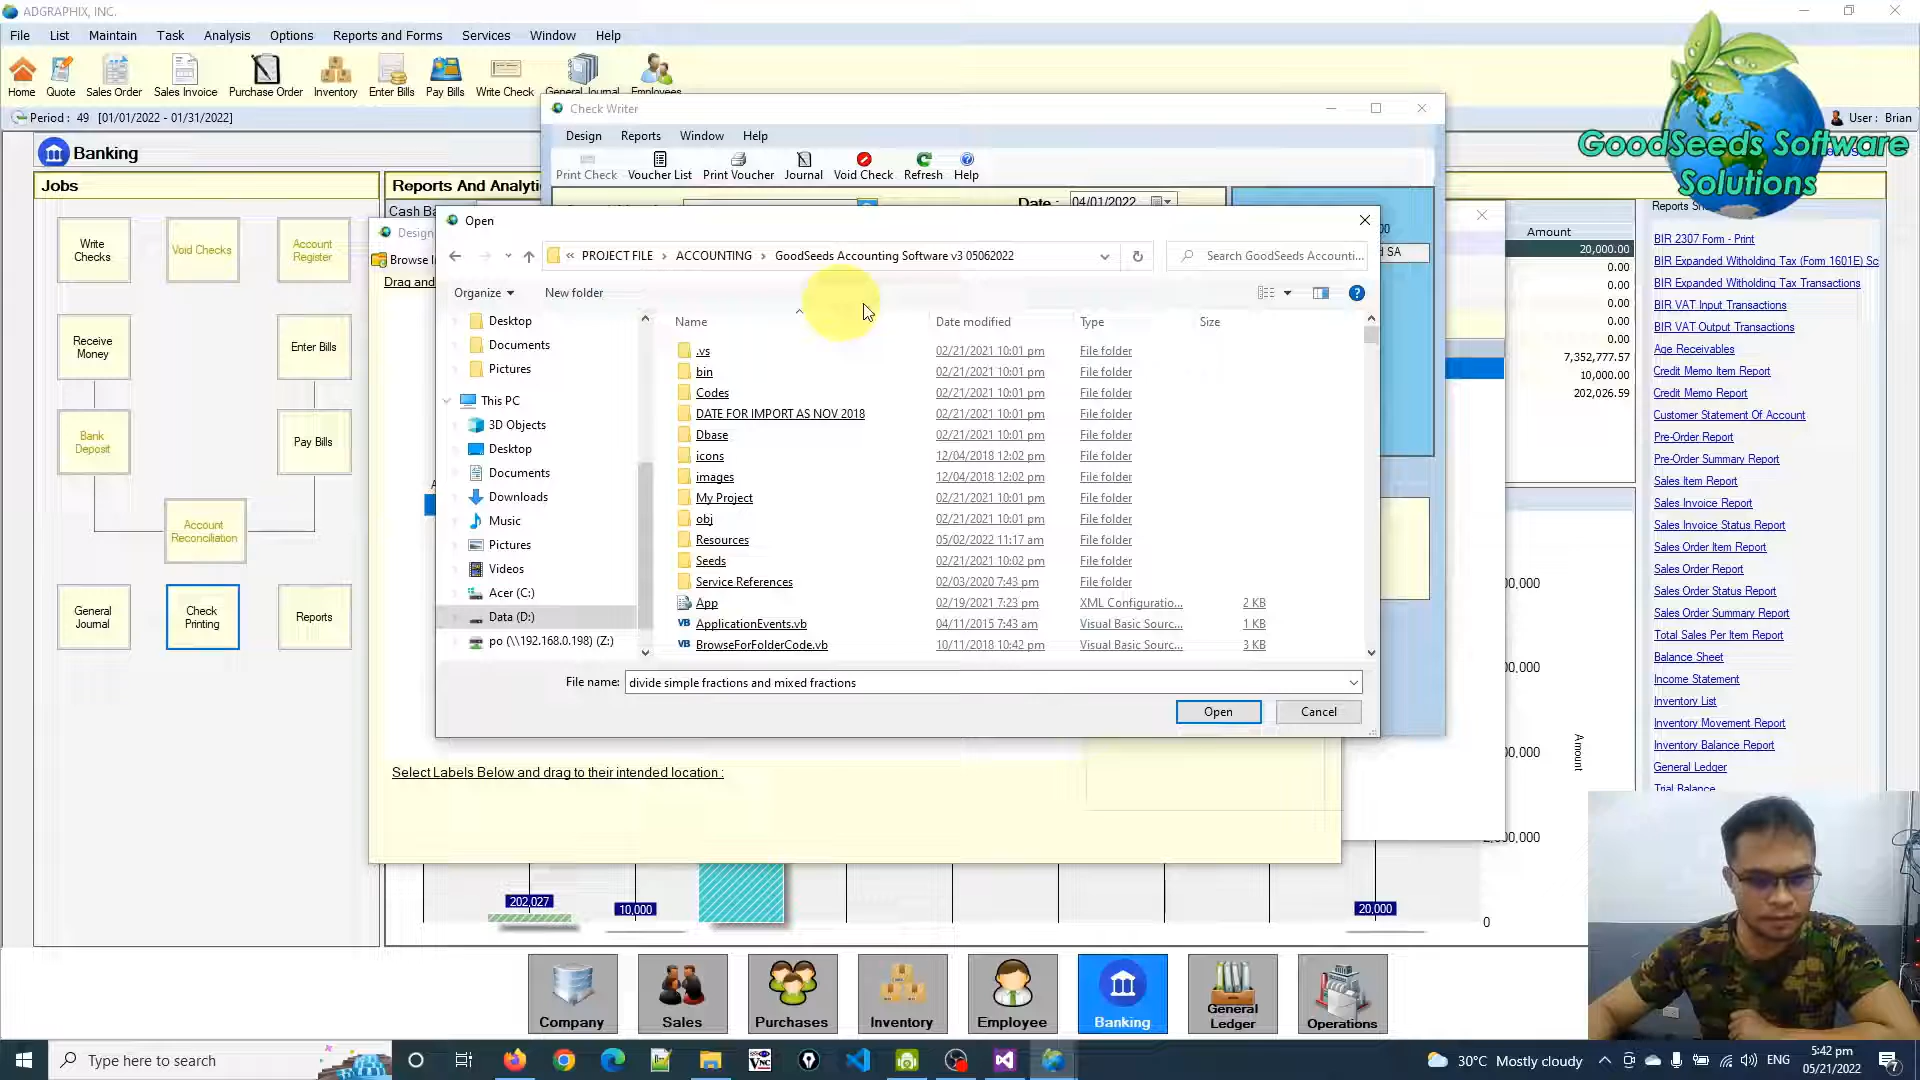 ADGRAPHIX, INC.
File List Maintain Task Analysis Options Reports and Forms Services Window Help
Home Quote Sales Order Sales Invoice Purchase Order Inventory Enter Bills Pay Bills Write Check General Journal Employees
Period : 49 [01/01/2022 - 01/31/2022]
User : Brian
GoodSeeds Software
Solutions
Banking
Jobs
Write Checks
Void Checks
Account Register
Receive Money
Enter Bills
Bank Deposit
Pay Bills
Account Reconciliation
General Journal
Check Printing
Reports
Reports And Analyti
Cash Ba
Check Writer
Design Reports Window Help
Print Check Voucher List Print Voucher Journal Void Check Refresh Help
Date : 04/01/2022
Design
Browse I
Drag and
Open
« PROJECT FILE › ACCOUNTING › GoodSeeds Accounting Software v3 05062022
Search GoodSeeds Accounti...
Organize New folder
Desktop
Documents
Pictures
This PC
3D Objects
Desktop
Documents
Downloads
Music
Pictures
Videos
Acer (C:)
Data (D:)
po (\\192.168.0.198) (Z:)
Name Date modified Type Size
.vs 02/21/2021 10:01 pm File folder
bin 02/21/2021 10:01 pm File folder
Codes 02/21/2021 10:01 pm File folder
DATE FOR IMPORT AS NOV 2018 02/21/2021 10:01 pm File folder
Dbase 02/21/2021 10:01 pm File folder
icons 12/04/2018 12:02 pm File folder
images 12/04/2018 12:02 pm File folder
My Project 02/21/2021 10:01 pm File folder
obj 02/21/2021 10:01 pm File folder
Resources 05/02/2022 11:17 am File folder
Seeds 02/21/2021 10:02 pm File folder
Service References 02/03/2020 7:43 pm File folder
App 02/19/2021 7:23 pm XML Configuratio... 2 KB
ApplicationEvents.vb 04/11/2015 7:43 am Visual Basic Sourc... 1 KB
BrowseForFolderCode.vb 10/11/2018 10:42 pm Visual Basic Sourc... 3 KB
File name: divide simple fractions and mixed fractions
Open Cancel
Select Labels Below and drag to their intended location :
00
d SA
Amount
20,000.00
0.00
0.00
0.00
0.00
0.00
7,352,777.57
10,000.00
202,026.59
00,000
00,000
00,000
00,000
0
Amount
202,027
10,000
20,000
Reports S
BIR 2307 Form - Print
BIR Expanded Witholding Tax (Form 1601E) Sc
BIR Expanded Witholding Tax Transactions
BIR VAT Input Transactions
BIR VAT Output Transactions
Age Receivables
Credit Memo Item Report
Credit Memo Report
Customer Statement Of Account
Pre-Order Report
Pre-Order Summary Report
Sales Item Report
Sales Invoice Report
Sales Invoice Status Report
Sales Order Item Report
Sales Order Report
Sales Order Status Report
Sales Order Summary Report
Total Sales Per Item Report
Balance Sheet
Income Statement
Inventory List
Inventory Movement Report
Inventory Balance Report
General Ledger
Trial Balance
Company Sales Purchases Inventory Employee Banking General Ledger Operations
Type here to search
30°C Mostly cloudy
ENG
5:42 pm
05/21/2022